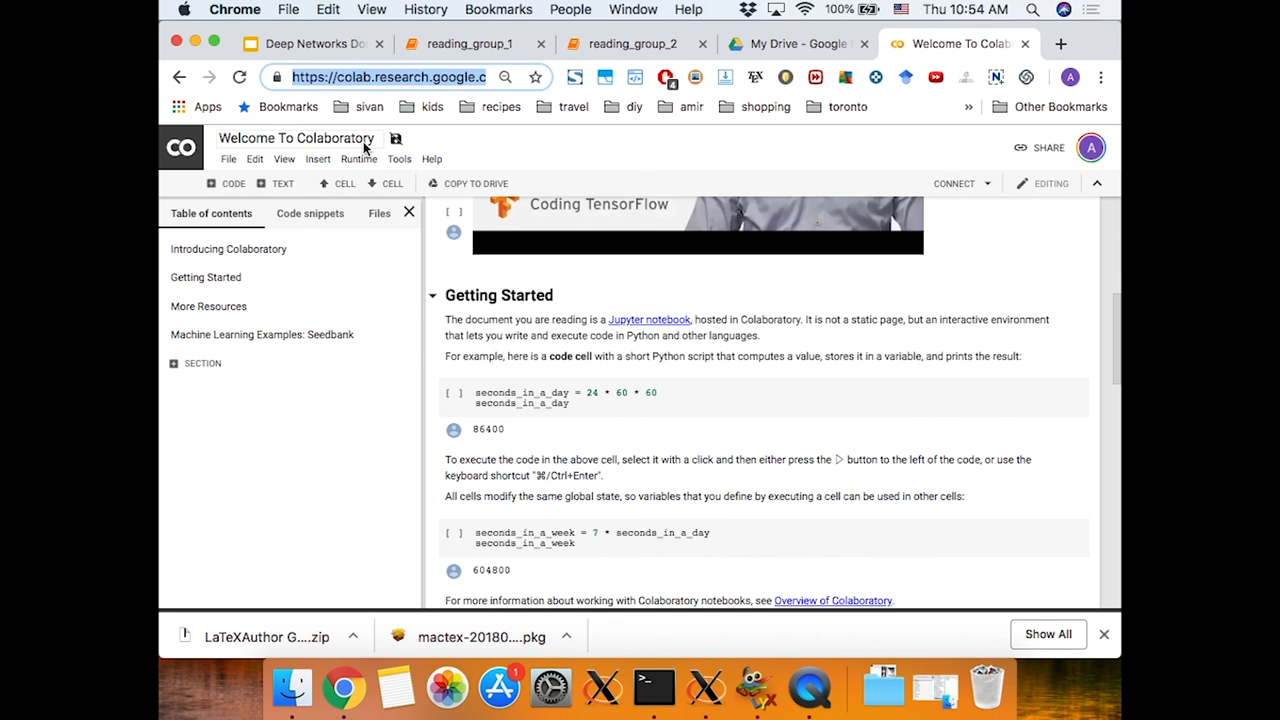 Chrome File Edit View History Bookmarks People Window Help 100% Thu 10:54 AM
Deep Networks Do reading_group_1 reading_group_2 My Drive - Google Welcome To Colab
https://colab.research.google.c 4 A
Apps Bookmarks sivan kids recipes travel diy amir shopping toronto » Other Bookmarks
CO Welcome To Colaboratory SHARE A
File Edit View Insert Runtime Tools Help
CODE TEXT CELL CELL COPY TO DRIVE CONNECT EDITING
Table of contents Code snippets Files
Introducing Colaboratory
Getting Started
More Resources
Machine Learning Examples: Seedbank
SECTION
[ ] Coding TensorFlow
Getting Started
The document you are reading is a Jupyter notebook, hosted in Colaboratory. It is not a static page, but an interactive environment
that lets you write and execute code in Python and other languages.
For example, here is a code cell with a short Python script that computes a value, stores it in a variable, and prints the result:
[ ] seconds_in_a_day = 24 * 60 * 60
seconds_in_a_day
86400
To execute the code in the above cell, select it with a click and then either press the ▷ button to the left of the code, or use the
keyboard shortcut "⌘/Ctrl+Enter".
All cells modify the same global state, so variables that you define by executing a cell can be used in other cells:
[ ] seconds_in_a_week = 7 * seconds_in_a_day
seconds_in_a_week
604800
For more information about working with Colaboratory notebooks, see Overview of Colaboratory.
LaTeXAuthor G....zip mactex-20180....pkg Show All
1